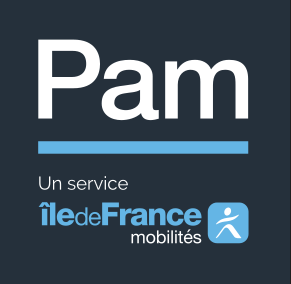 Pam
Un service
îledeFrance
mobilités